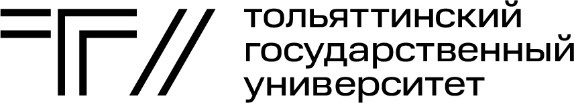 тольяттинский
государственный
университет